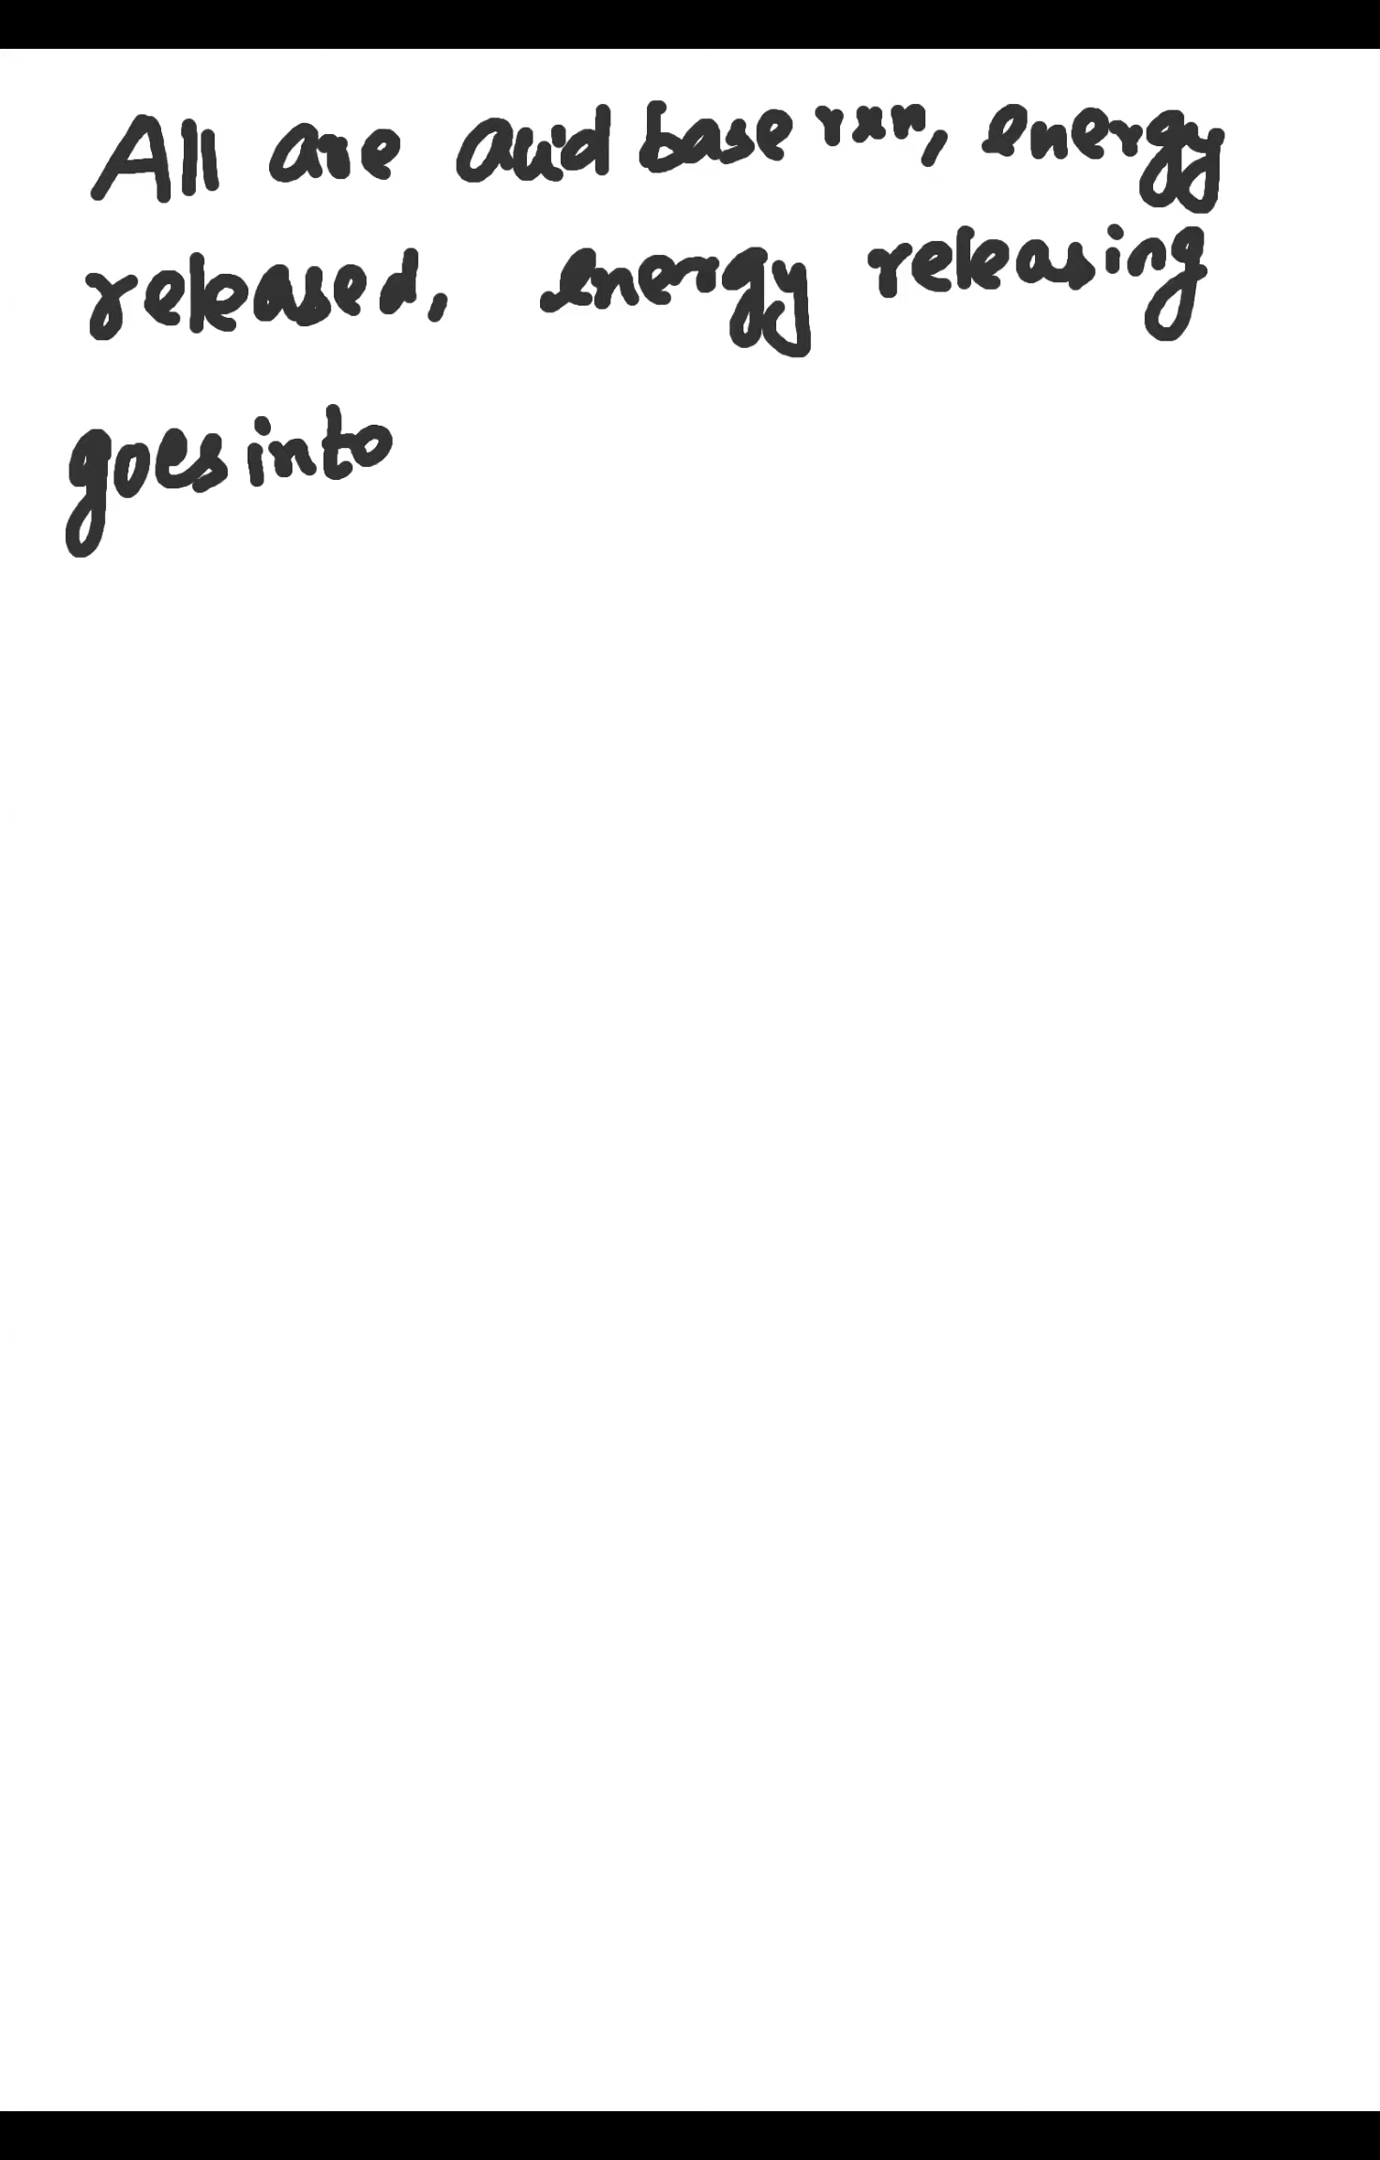 All are acid base rxn, energy
released, energy releasing
goes into